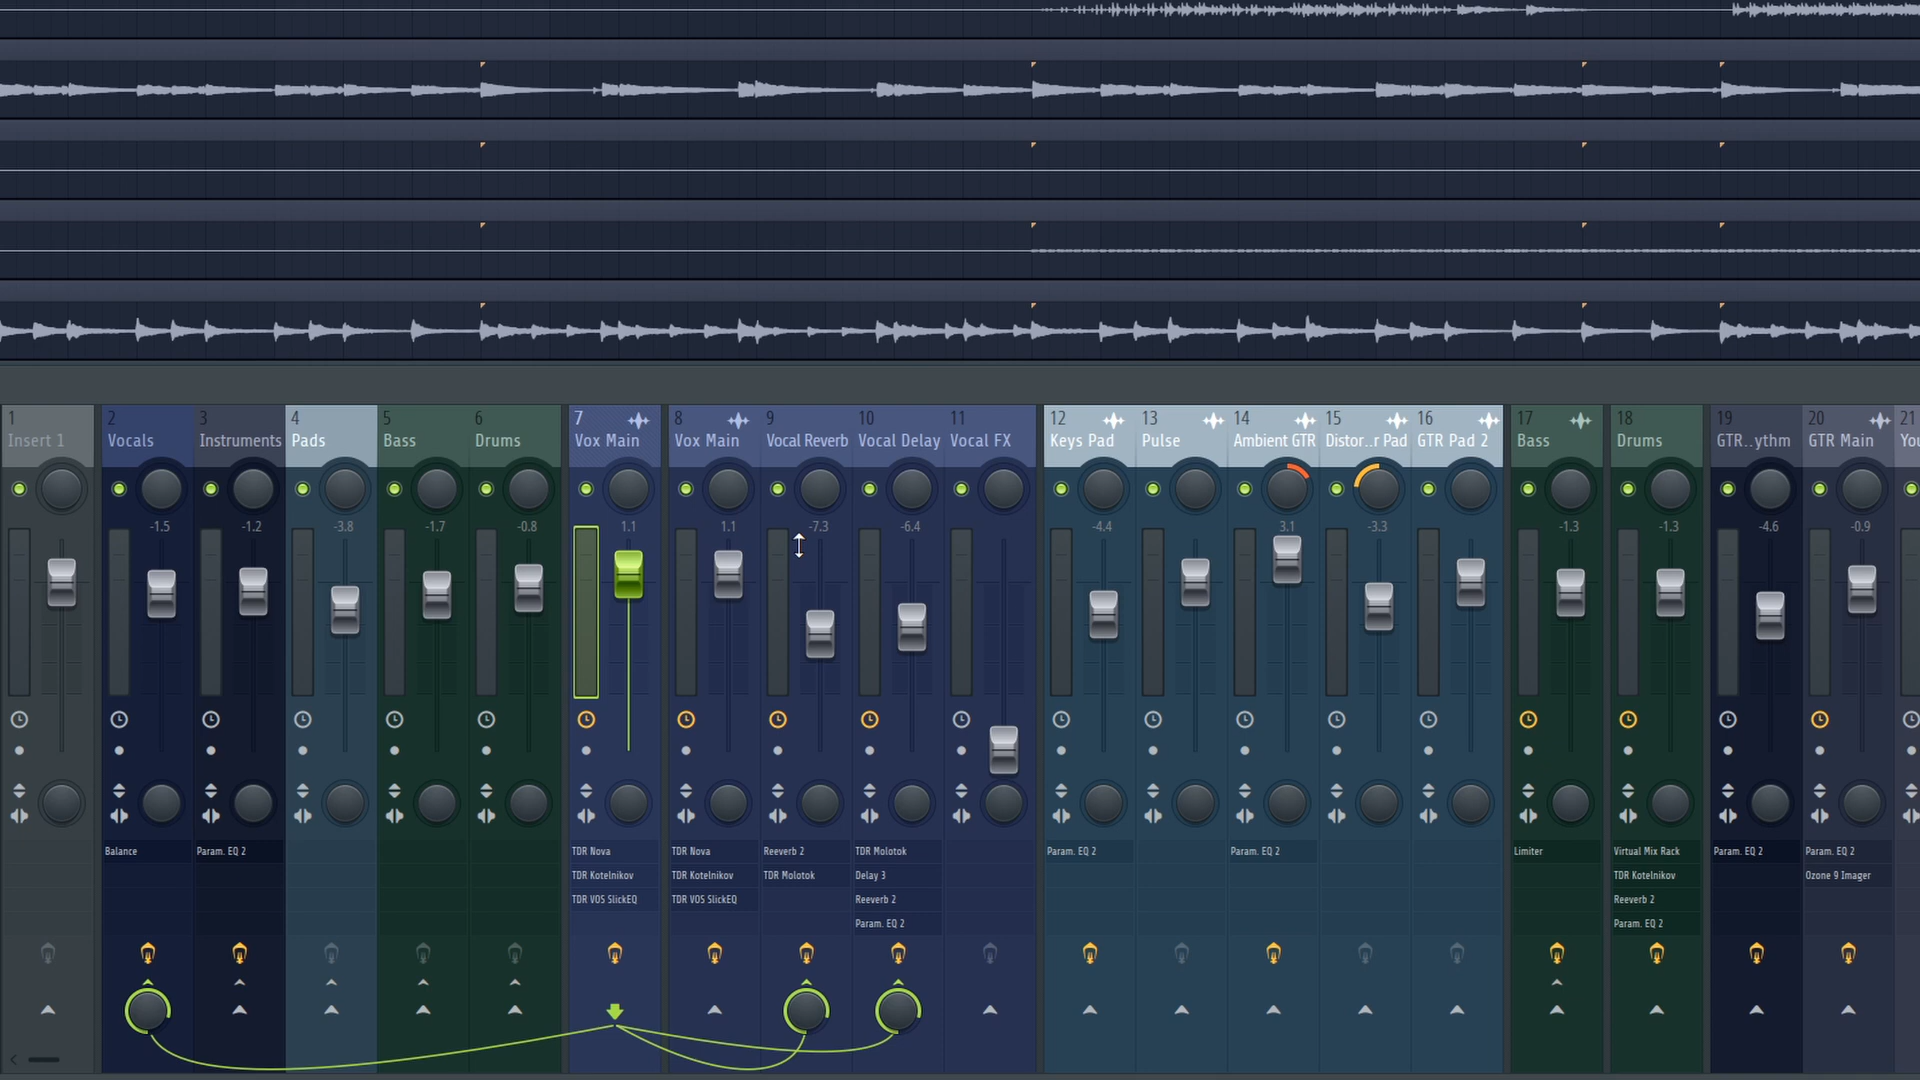 1 2 3 4 5 6 7 8 9 10 11 12 13 14 15 16 17 18 19 20 21
Insert 1 Vocals Instruments Pads Bass Drums Vox Main Vox Main Vocal Reverb Vocal Delay Vocal FX Keys Pad Pulse Ambient GTR Distor..r Pad GTR Pad 2 Bass Drums GTR..ythm GTR Main You
-1.5 -1.2 -3.8 -1.7 -0.8 1.1 1.1 -7.3 -6.4 -4.4 3.1 -3.3 -1.3 -1.3 -4.6 -0.9
Balance Param. EQ 2 TDR Nova TDR Nova Reeverb 2 TDR Molotok Param. EQ 2 Param. EQ 2 Limiter Virtual Mix Rack Param. EQ 2 Param. EQ 2
TDR Kotelnikov TDR Kotelnikov TDR Molotok Delay 3 TDR Kotelnikov Ozone 9 Imager
TDR VOS SlickEQ TDR VOS SlickEQ Reeverb 2 Reeverb 2
Param. EQ 2 Param. EQ 2